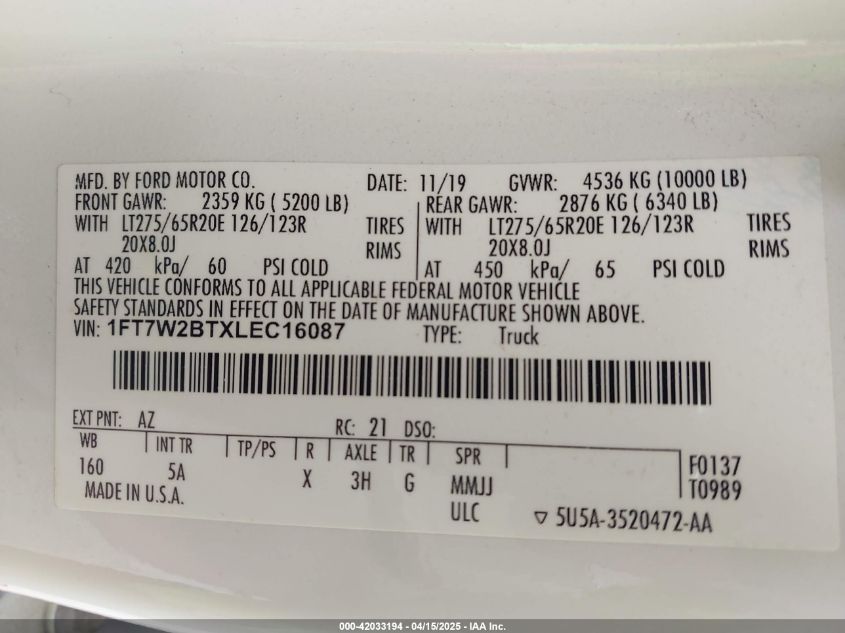 MFD. BY FORD MOTOR CO. DATE: 11/19 GVWR: 4536 KG (10000 LB)
FRONT GAWR: 2359 KG ( 5200 LB) REAR GAWR: 2876 KG ( 6340 LB)
WITH LT275/65R20E 126/123R TIRES WITH LT275/65R20E 126/123R TIRES
20X8.0J RIMS 20X8.0J RIMS
AT 420 kPa/ 60 PSI COLD AT 450 kPa/ 65 PSI COLD
THIS VEHICLE CONFORMS TO ALL APPLICABLE FEDERAL MOTOR VEHICLE
SAFETY STANDARDS IN EFFECT ON THE DATE OF MANUFACTURE SHOWN ABOVE.
VIN: 1FT7W2BTXLEC16087 TYPE: Truck
EXT PNT: AZ RC: 21 DSO:
WB INT TR TP/PS R AXLE TR SPR F0137
160 5A X 3H G MMJJ T0989
MADE IN U.S.A. ULC ▽ 5U5A-3520472-AA
000-42033194 - 04/15/2025 - IAA Inc.